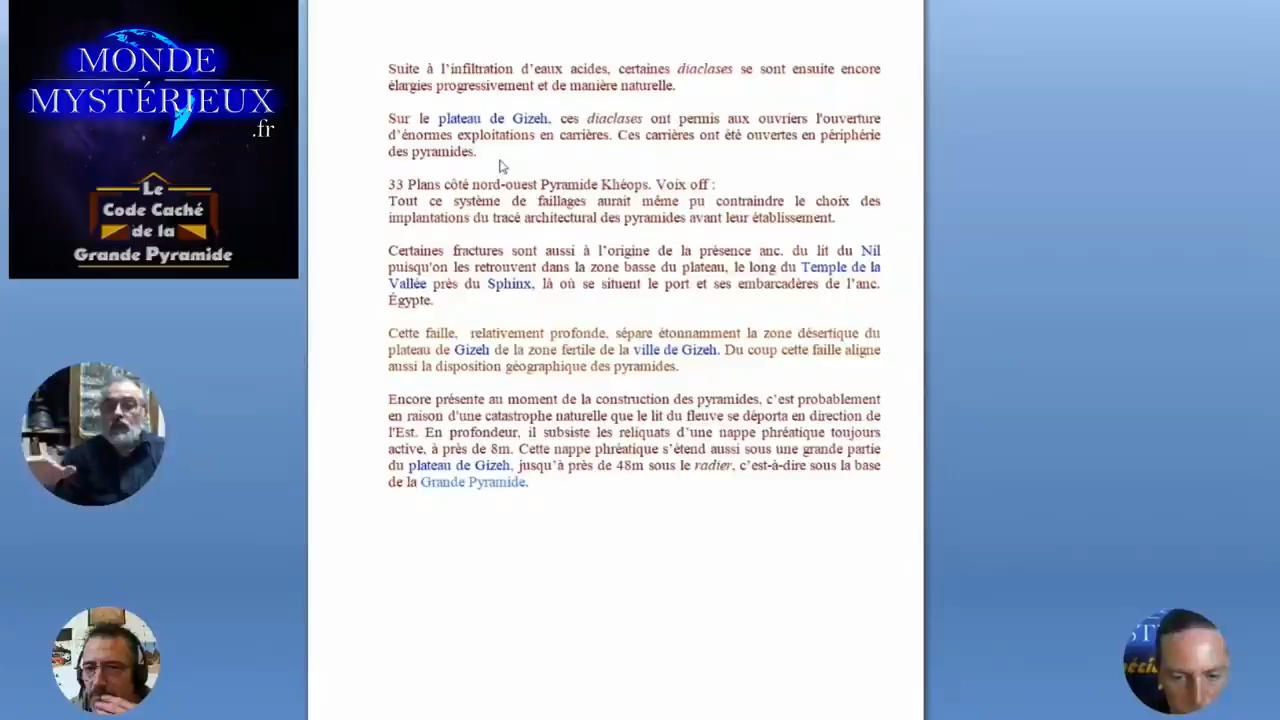 MONDE
MYSTÉRIEUX
.fr
Le
Code Caché
de la
Grande Pyramide
Suite à l’infiltration d’eaux acides, certaines diaclases se sont ensuite encore
élargies progressivement et de manière naturelle.
Sur le plateau de Gizeh, ces diaclases ont permis aux ouvriers l'ouverture
d’énormes exploitations en carrières. Ces carrières ont été ouvertes en périphérie
des pyramides.
33 Plans côté nord-ouest Pyramide Khéops. Voix off :
Tout ce système de faillages aurait même pu contraindre le choix des
implantations du tracé architectural des pyramides avant leur établissement.
Certaines fractures sont aussi à l’origine de la présence anc. du lit du Nil
puisqu'on les retrouvent dans la zone basse du plateau, le long du Temple de la
Vallée près du Sphinx, là où se situent le port et ses embarcadères de l’anc.
Égypte.
Cette faille, relativement profonde, sépare étonnamment la zone désertique du
plateau de Gizeh de la zone fertile de la ville de Gizeh. Du coup cette faille aligne
aussi la disposition géographique des pyramides.
Encore présente au moment de la construction des pyramides, c’est probablement
en raison d'une catastrophe naturelle que le lit du fleuve se déporta en direction de
l'Est. En profondeur, il subsiste les reliquats d’une nappe phréatique toujours
active, à près de 8m. Cette nappe phréatique s’étend aussi sous une grande partie
du plateau de Gizeh, jusqu’à près de 48m sous le radier, c’est-à-dire sous la base
de la Grande Pyramide.